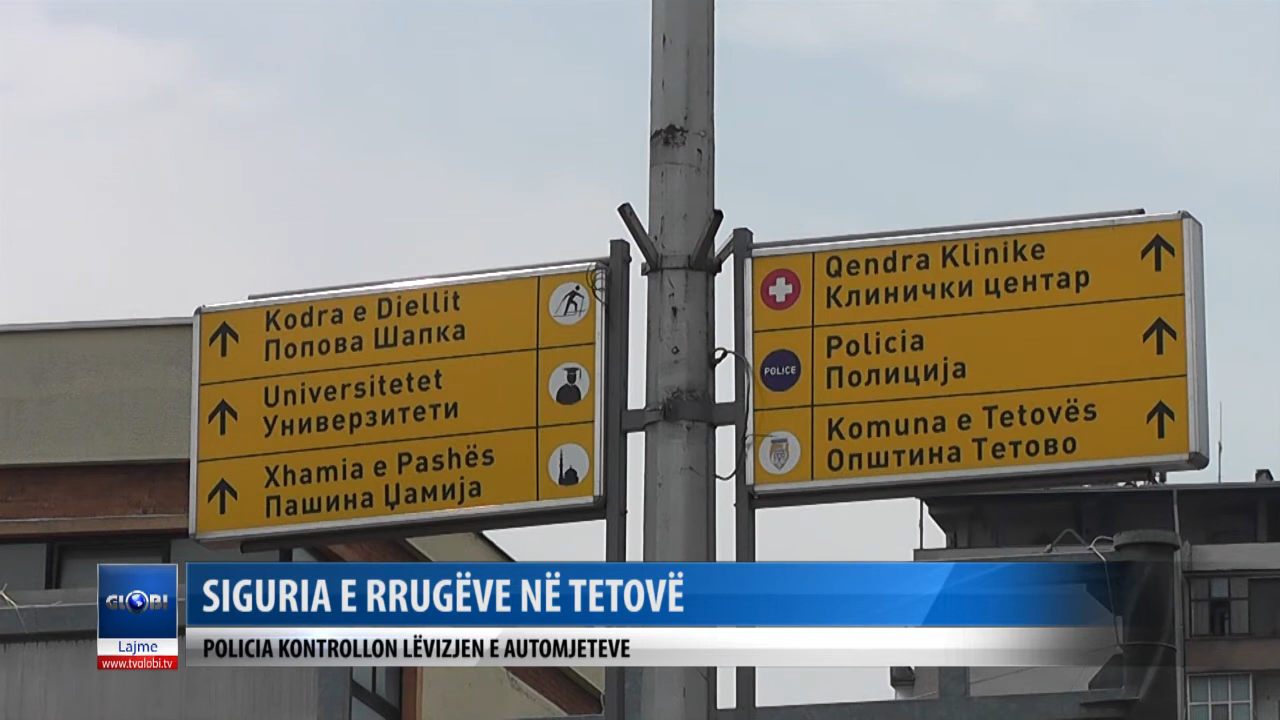 Kodra e Diellit
Попова Шапка
Universitetet
Универзитети
Xhamia e Pashës
Пашина Џамија
Qendra Klinike
Клинички центар
POLICE
Policia
Полиција
Komuna e Tetovës
Општина Тетово
GLOBI
Lajme
www.tvglobi.tv
SIGURIA E RRUGËVE NË TETOVË
POLICIA KONTROLLON LËVIZJEN E AUTOMJETEVE